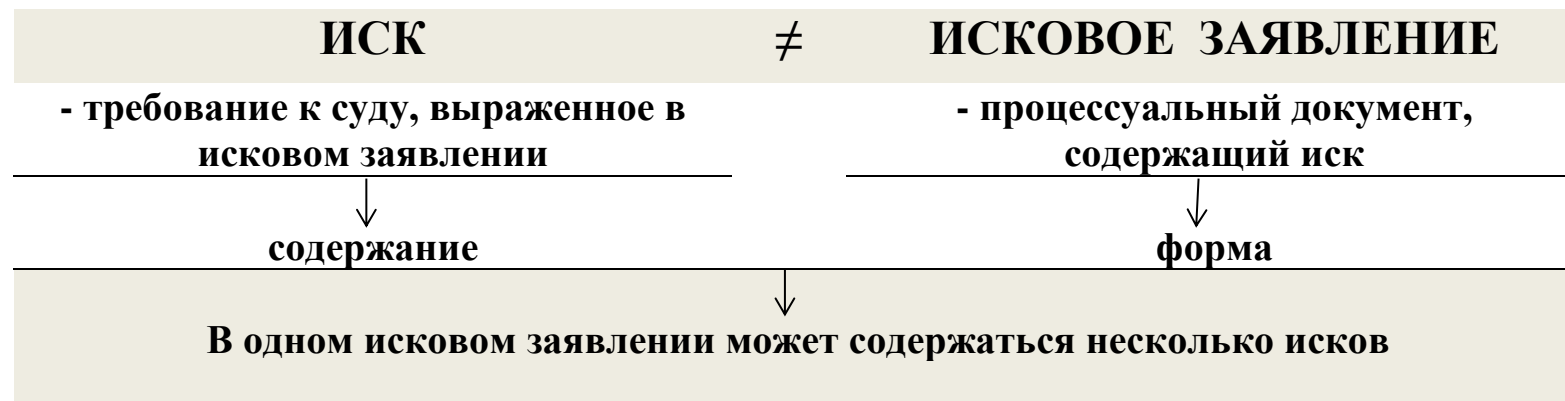 ИСК ≠ ИСКОВОЕ ЗАЯВЛЕНИЕ
- требование к суду, выраженное в
исковом заявлении
- процессуальный документ,
содержащий иск
содержание
форма
В одном исковом заявлении может содержаться несколько исков